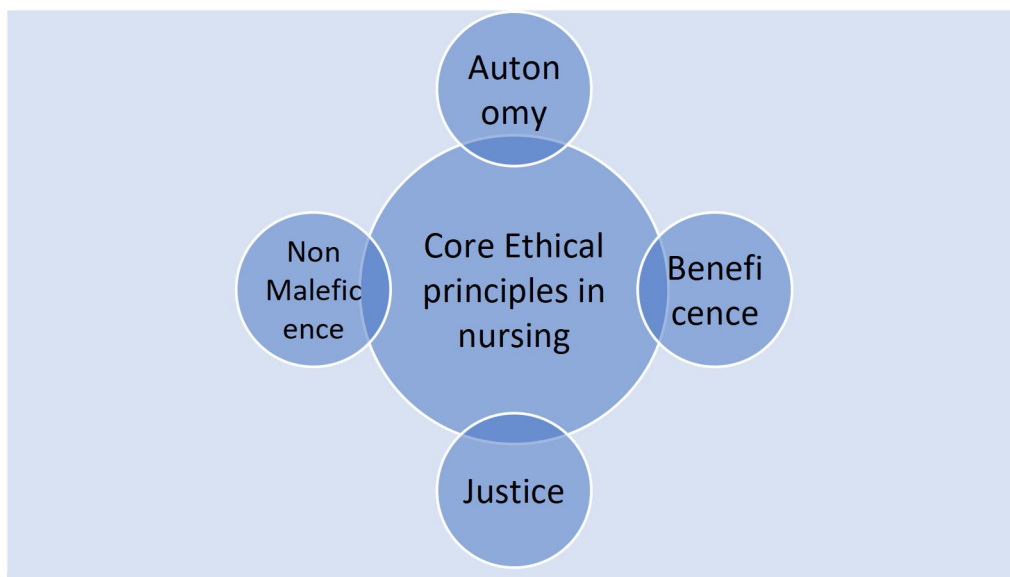 Auton
omy
Non
Malefic
ence
Core Ethical
principles in
nursing
Benefi
cence
Justice